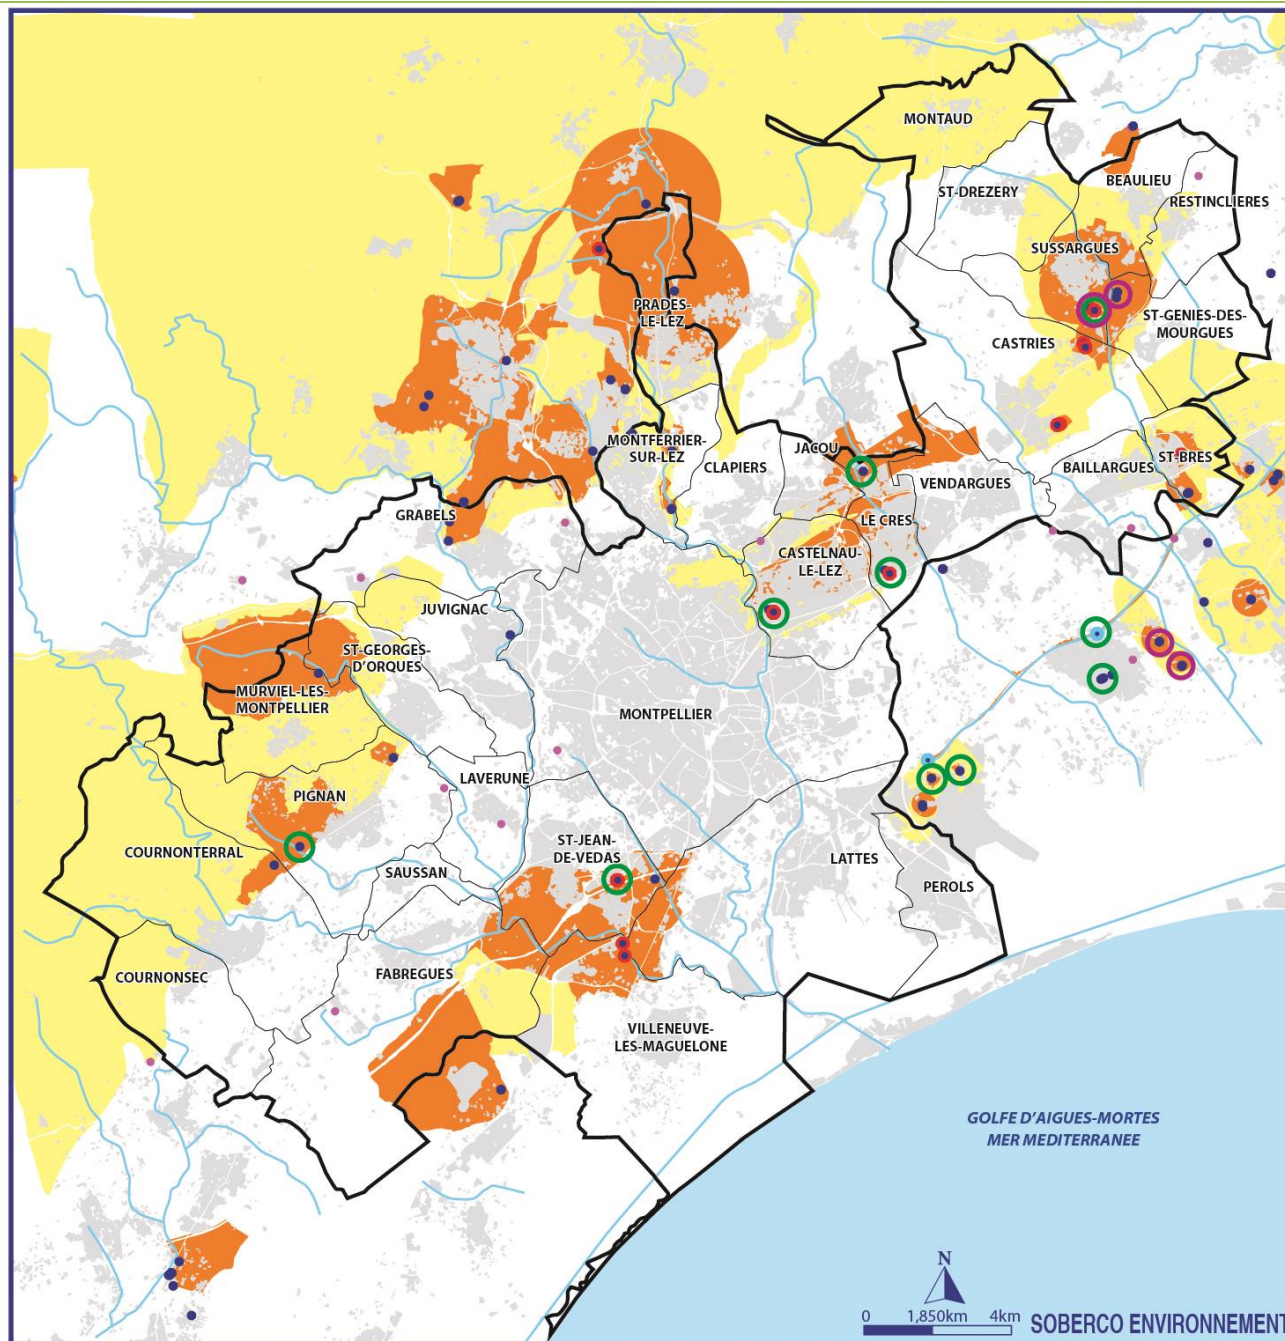 MONTAUD
ST-DREZERY
BEAULIEU
RESTINCLIERES
SUSSARGUES
PRADES-
LE-LEZ
ST-GENIES-DES-
MOURGUES
CASTRIES
MONTFERRIER-
SUR-LEZ
CLAPIERS
JACOU
ST-BRES
BAILLARGUES
VENDARGUES
GRABELS
LE CRES
CASTELNAU-
LE-LEZ
JUVIGNAC
ST-GEORGES-
D'ORQUES
MURVIEL-LES-
MONTPELLIER
MONTPELLIER
LAVERUNE
PIGNAN
ST-JEAN-
DE-VEDAS
COURNONTERRAL
LATTES
SAUSSAN
PEROLS
COURNONSEC
FABREGUES
VILLENEUVE-
LES-MAGUELONE
GOLFE D'AIGUES-MORTES
MER MEDITERRANEE
N
0 1,850km 4km
SOBERCO ENVIRONNEMENT